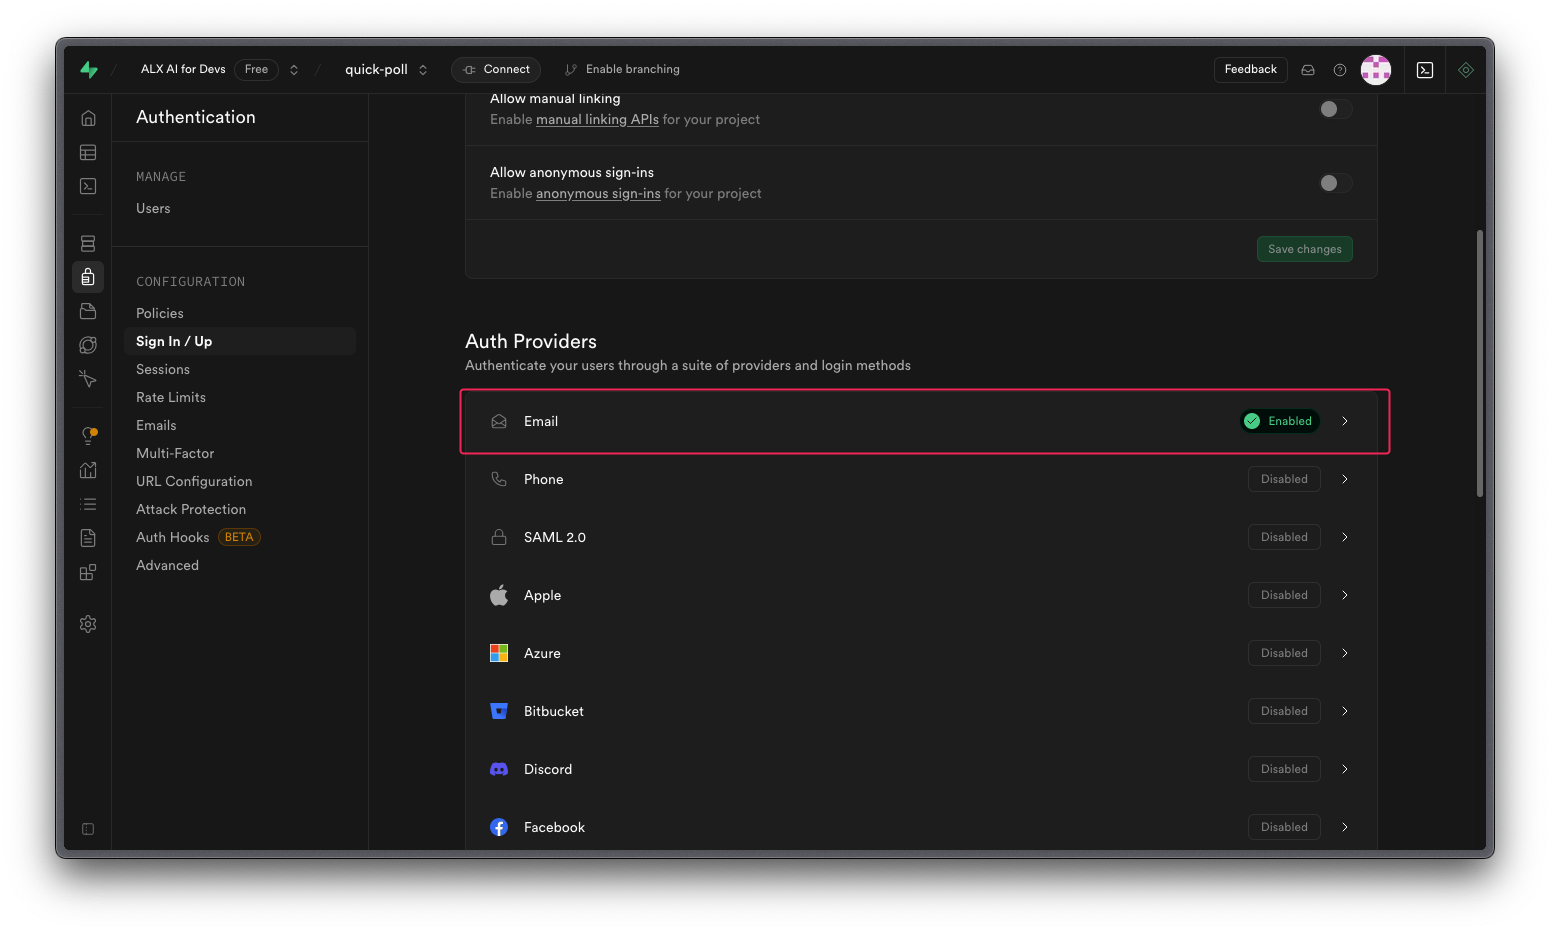 ALX AI for Devs Free quick-poll Connect Enable branching Feedback
Authentication
MANAGE
Users
CONFIGURATION
Policies
Sign In / Up
Sessions
Rate Limits
Emails
Multi-Factor
URL Configuration
Attack Protection
Auth Hooks BETA
Advanced
Allow manual linking
Enable manual linking APIs for your project
Allow anonymous sign-ins
Enable anonymous sign-ins for your project
Save changes
Auth Providers
Authenticate your users through a suite of providers and login methods
Email Enabled
Phone Disabled
SAML 2.0 Disabled
Apple Disabled
Azure Disabled
Bitbucket Disabled
Discord Disabled
Facebook Disabled